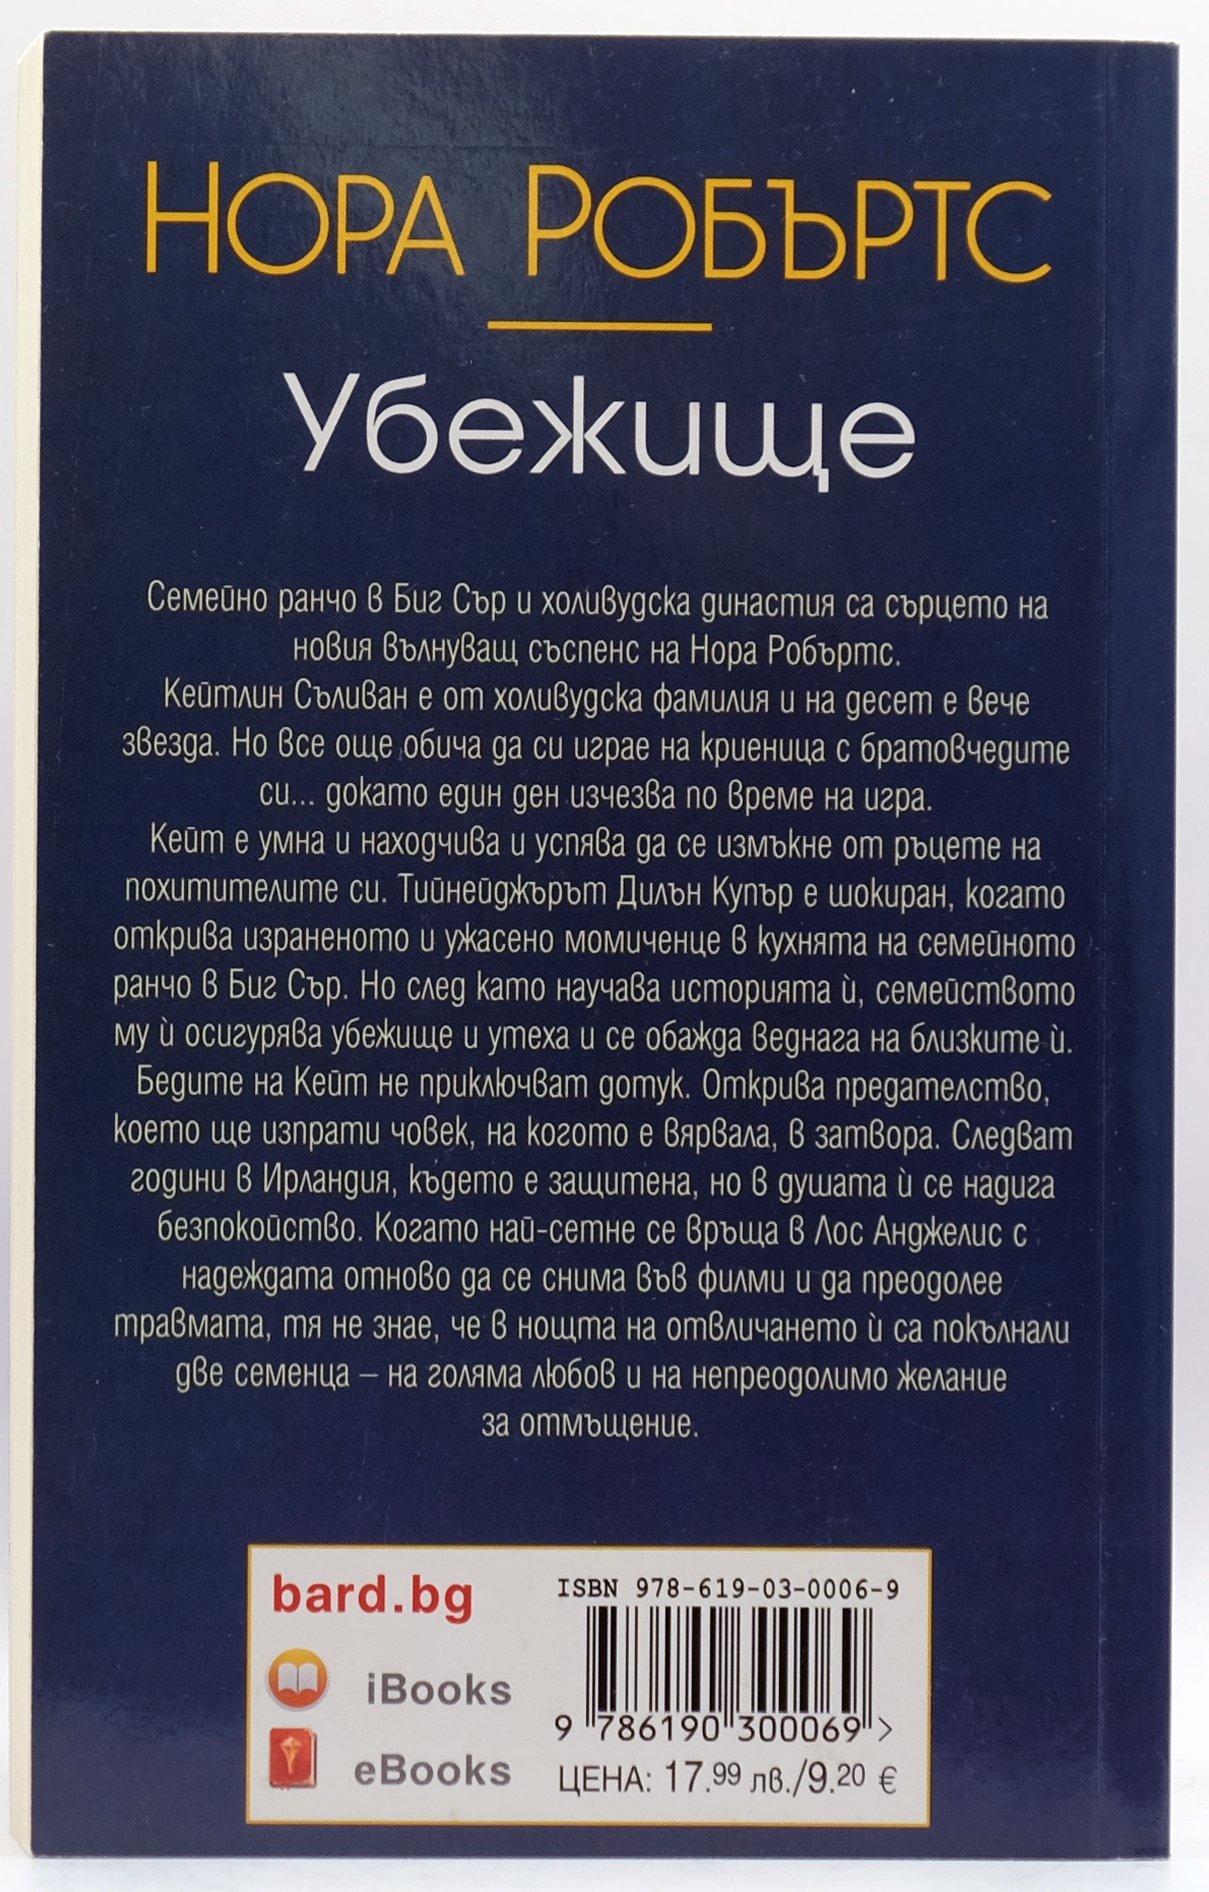 НОРА РОБЪРТС
Убежище
Семейно ранчо в Биг Сър и холивудска династия са сърцето на
новия вълнуващ съспенс на Нора Робъртс.
Кейтлин Съливан е от холивудска фамилия и на десет е вече
звезда. Но все още обича да си играе на криеница с братовчедите
си... докато един ден изчезва по време на игра.
Кейт е умна и находчива и успява да се измъкне от ръцете на
похитителите си. Тийнейджърът Дилън Купър е шокиран, когато
открива израненото и ужасено момиченце в кухнята на семейното
ранчо в Биг Сър. Но след като научава историята ѝ, семейството
му ѝ осигурява убежище и утеха и се обажда веднага на близките ѝ.
Бедите на Кейт не приключват дотук. Открива предателство,
което ще изпрати човек, на когото е вярвала, в затвора. Следват
години в Ирландия, където е защитена, но в душата ѝ се надига
безпокойство. Когато най-сетне се връща в Лос Анджелис с
надеждата отново да се снима във филми и да преодолее
травмата, тя не знае, че в нощта на отвличането ѝ са покълнали
две семенца – на голяма любов и на непреодолимо желание
за отмъщение.
bard.bg
iBooks
eBooks
ISBN 978-619-03-0006-9
9 786190 300069 >
ЦЕНА: 17.99 лв./9.20 €